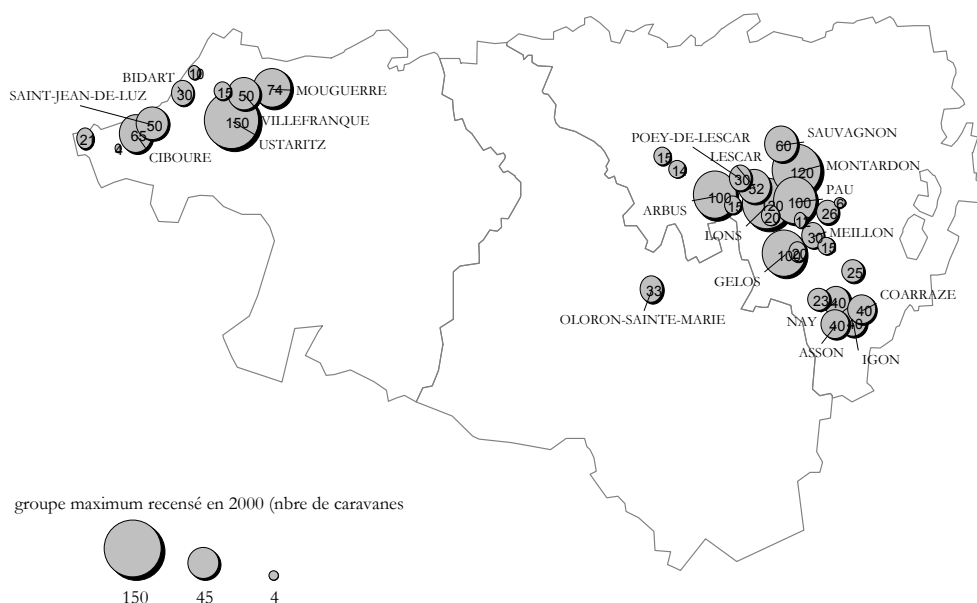 BIDART
10
SAINT-JEAN-DE-LUZ
30
15
50
74
MOUGUERRE
21
4
65
50
CIBOURE
150
VILLEFRANQUE
USTARITZ
POEY-DE-LESCAR
LESCAR
60
SAUVAGNON
15
14
30
52
120
MONTARDON
ARBUS
100
15
120
20
100
PAU
12
26
6
LONS
30
MEILLON
15
GELOS
100
20
33
OLORON-SAINTE-MARIE
25
23
40
NAY
40
40
40
COARRAZE
ASSON
IGON
groupe maximum recensé en 2000 (nbre de caravanes
150
45
4